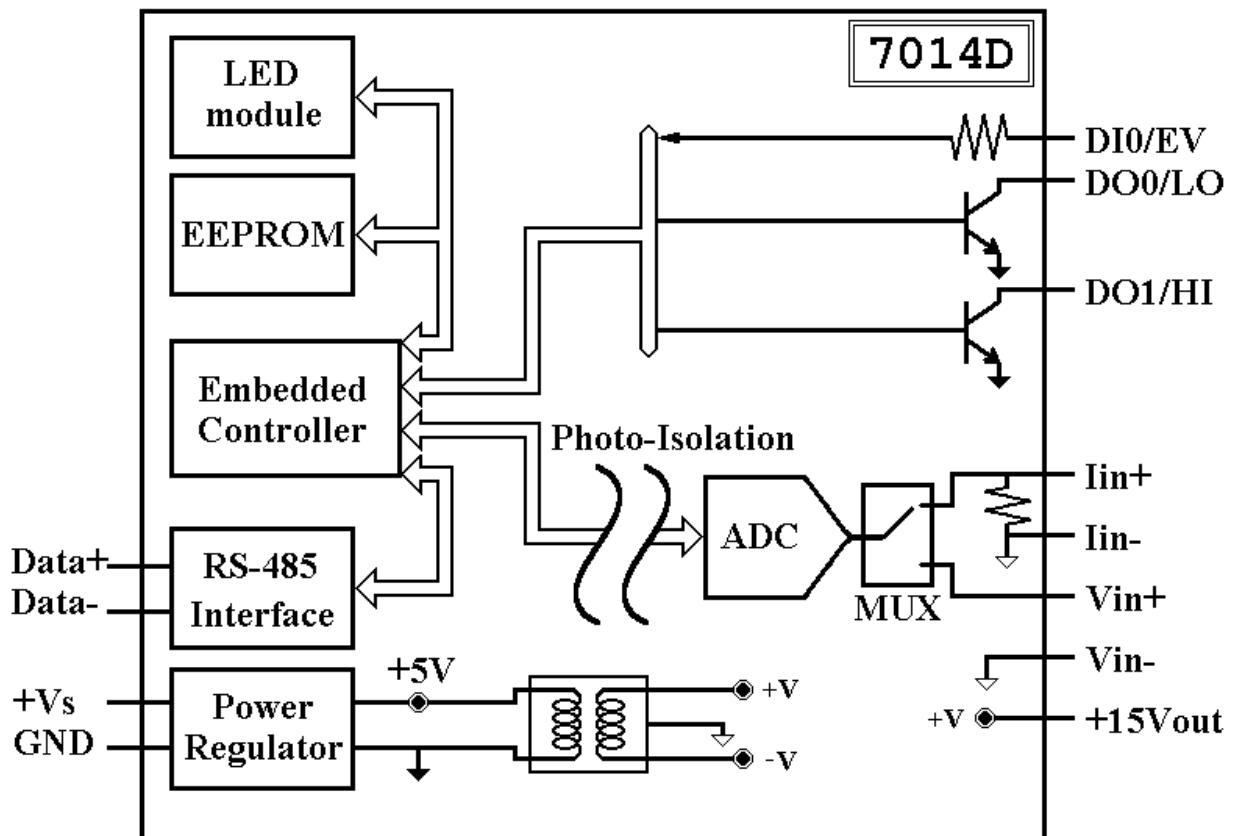 7014D
LED
module
EEPROM
Embedded
Controller
RS-485
Interface
Power
Regulator
Data+
Data-
+Vs
GND
+5V
+V
-V
Photo-Isolation
ADC
MUX
DI0/EV
DO0/LO
DO1/HI
Iin+
Iin-
Vin+
Vin-
+V
+15Vout